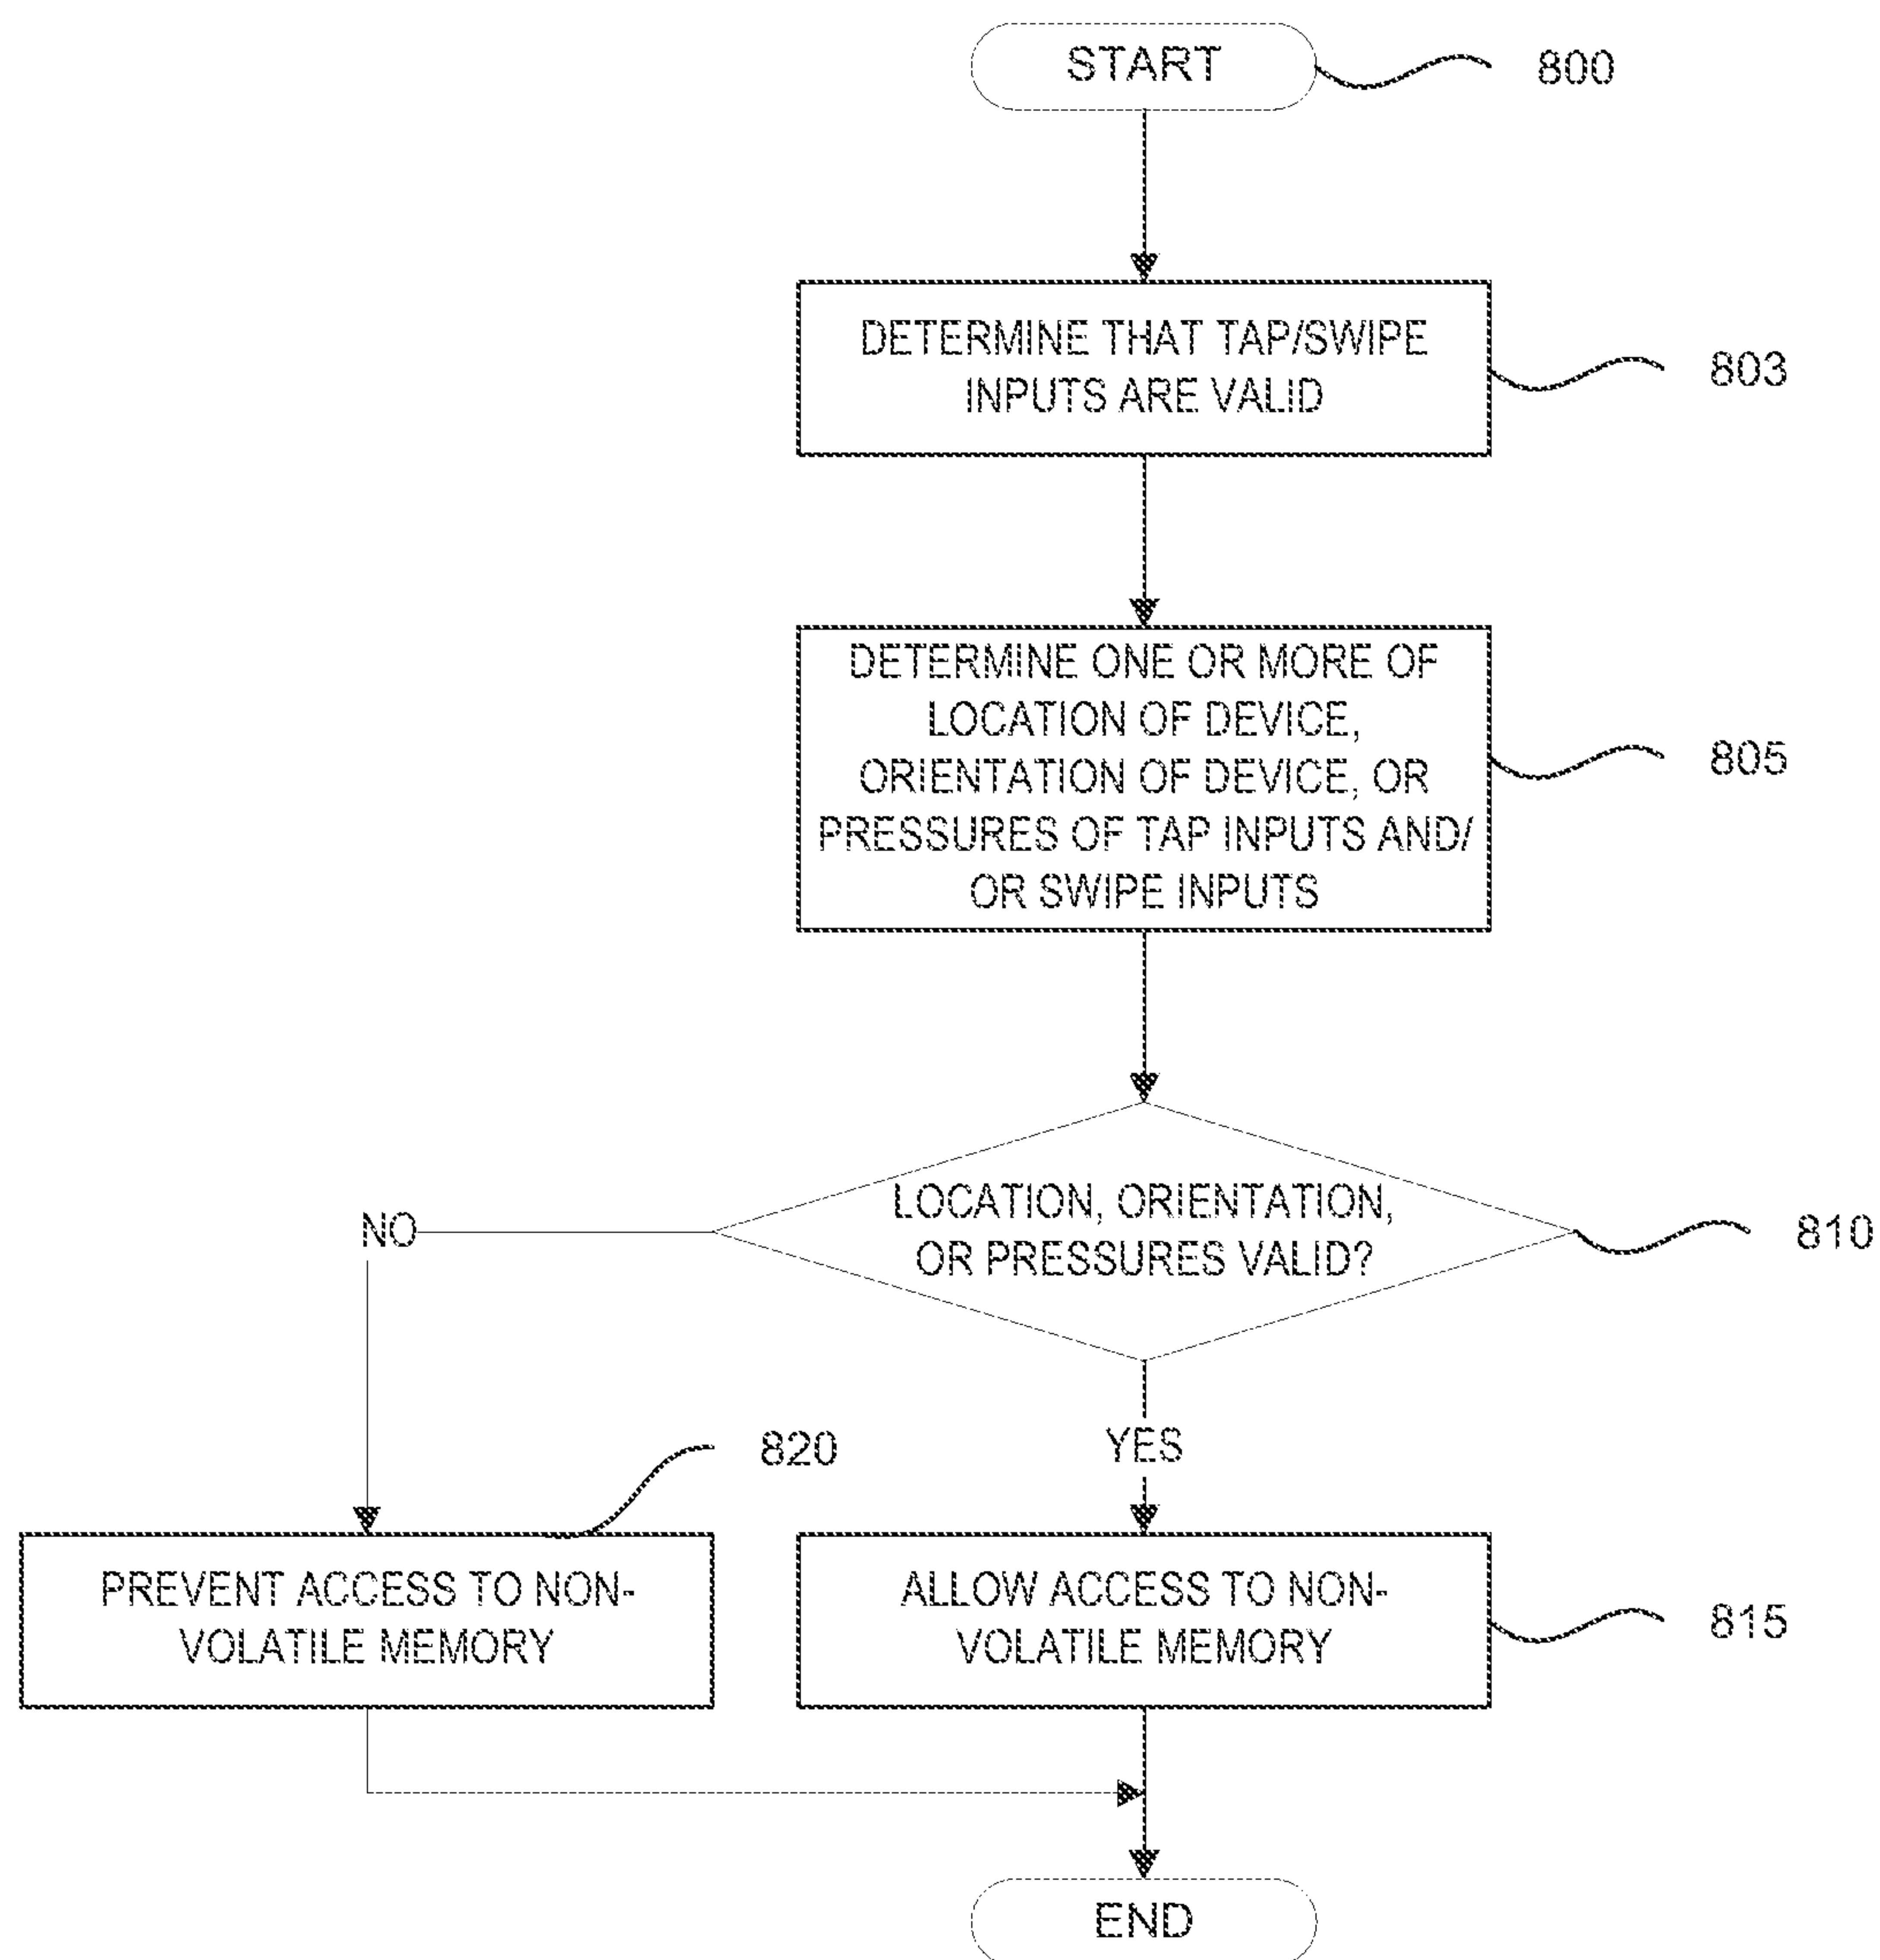 START
800
DETERMINE THAT TAP/SWIPE
INPUTS ARE VALID
803
DETERMINE ONE OR MORE OF
LOCATION OF DEVICE,
ORIENTATION OF DEVICE, OR
PRESSURES OF TAP INPUTS AND/
OR SWIPE INPUTS
805
LOCATION, ORIENTATION,
OR PRESSURES VALID?
810
NO
YES
820
PREVENT ACCESS TO NON-
VOLATILE MEMORY
ALLOW ACCESS TO NON-
VOLATILE MEMORY
815
END